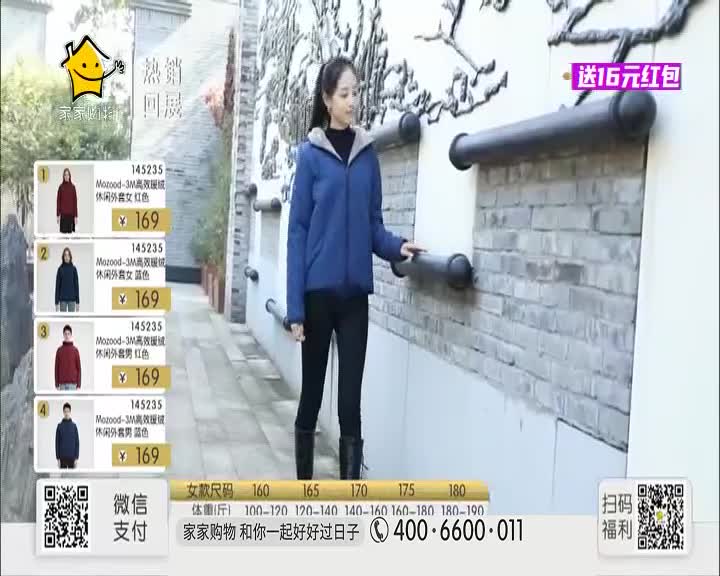 家家购物
热销
回展
送16元红包
1
145235
Mozood-3M高效暖绒
休闲外套女 红色
¥ 169
2
145235
Mozood-3M高效暖绒
休闲外套女 蓝色
¥ 169
3
145235
Mozood-3M高效暖绒
休闲外套男 红色
¥ 169
4
145235
Mozood-3M高效暖绒
休闲外套男 蓝色
¥ 169
女款尺码 160 165 170 175 180
体重(斤) 100-120 120-140 140-160 160-180 180-190
微信
支付
家家购物 和你一起好好过日子 400·6600·011
扫码
福利